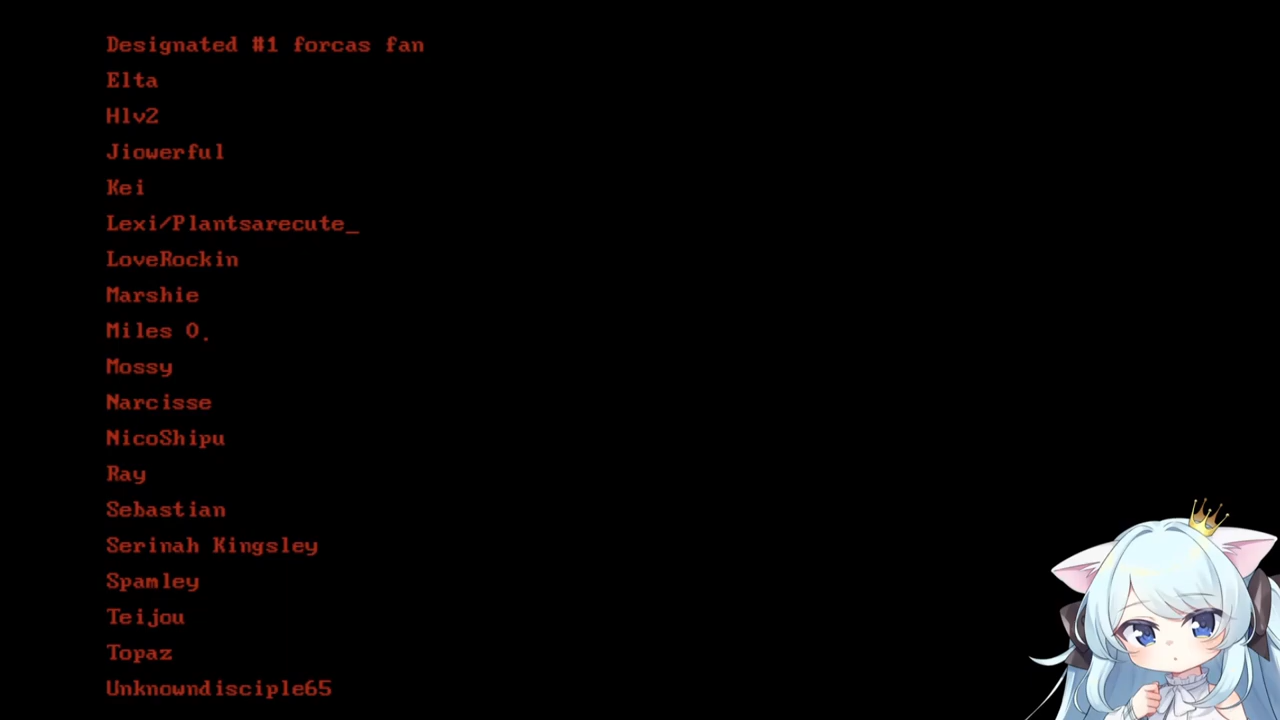 Designated #1 forcas fan
Elta
Hlv2
Jiowerful
Kei
Lexi/Plantsarecute_
LoveRockin
Marshie
Miles O.
Mossy
Narcisse
NicoShipu
Ray
Sebastian
Serinah Kingsley
Spamley
Teijou
Topaz
Unknowndisciple65